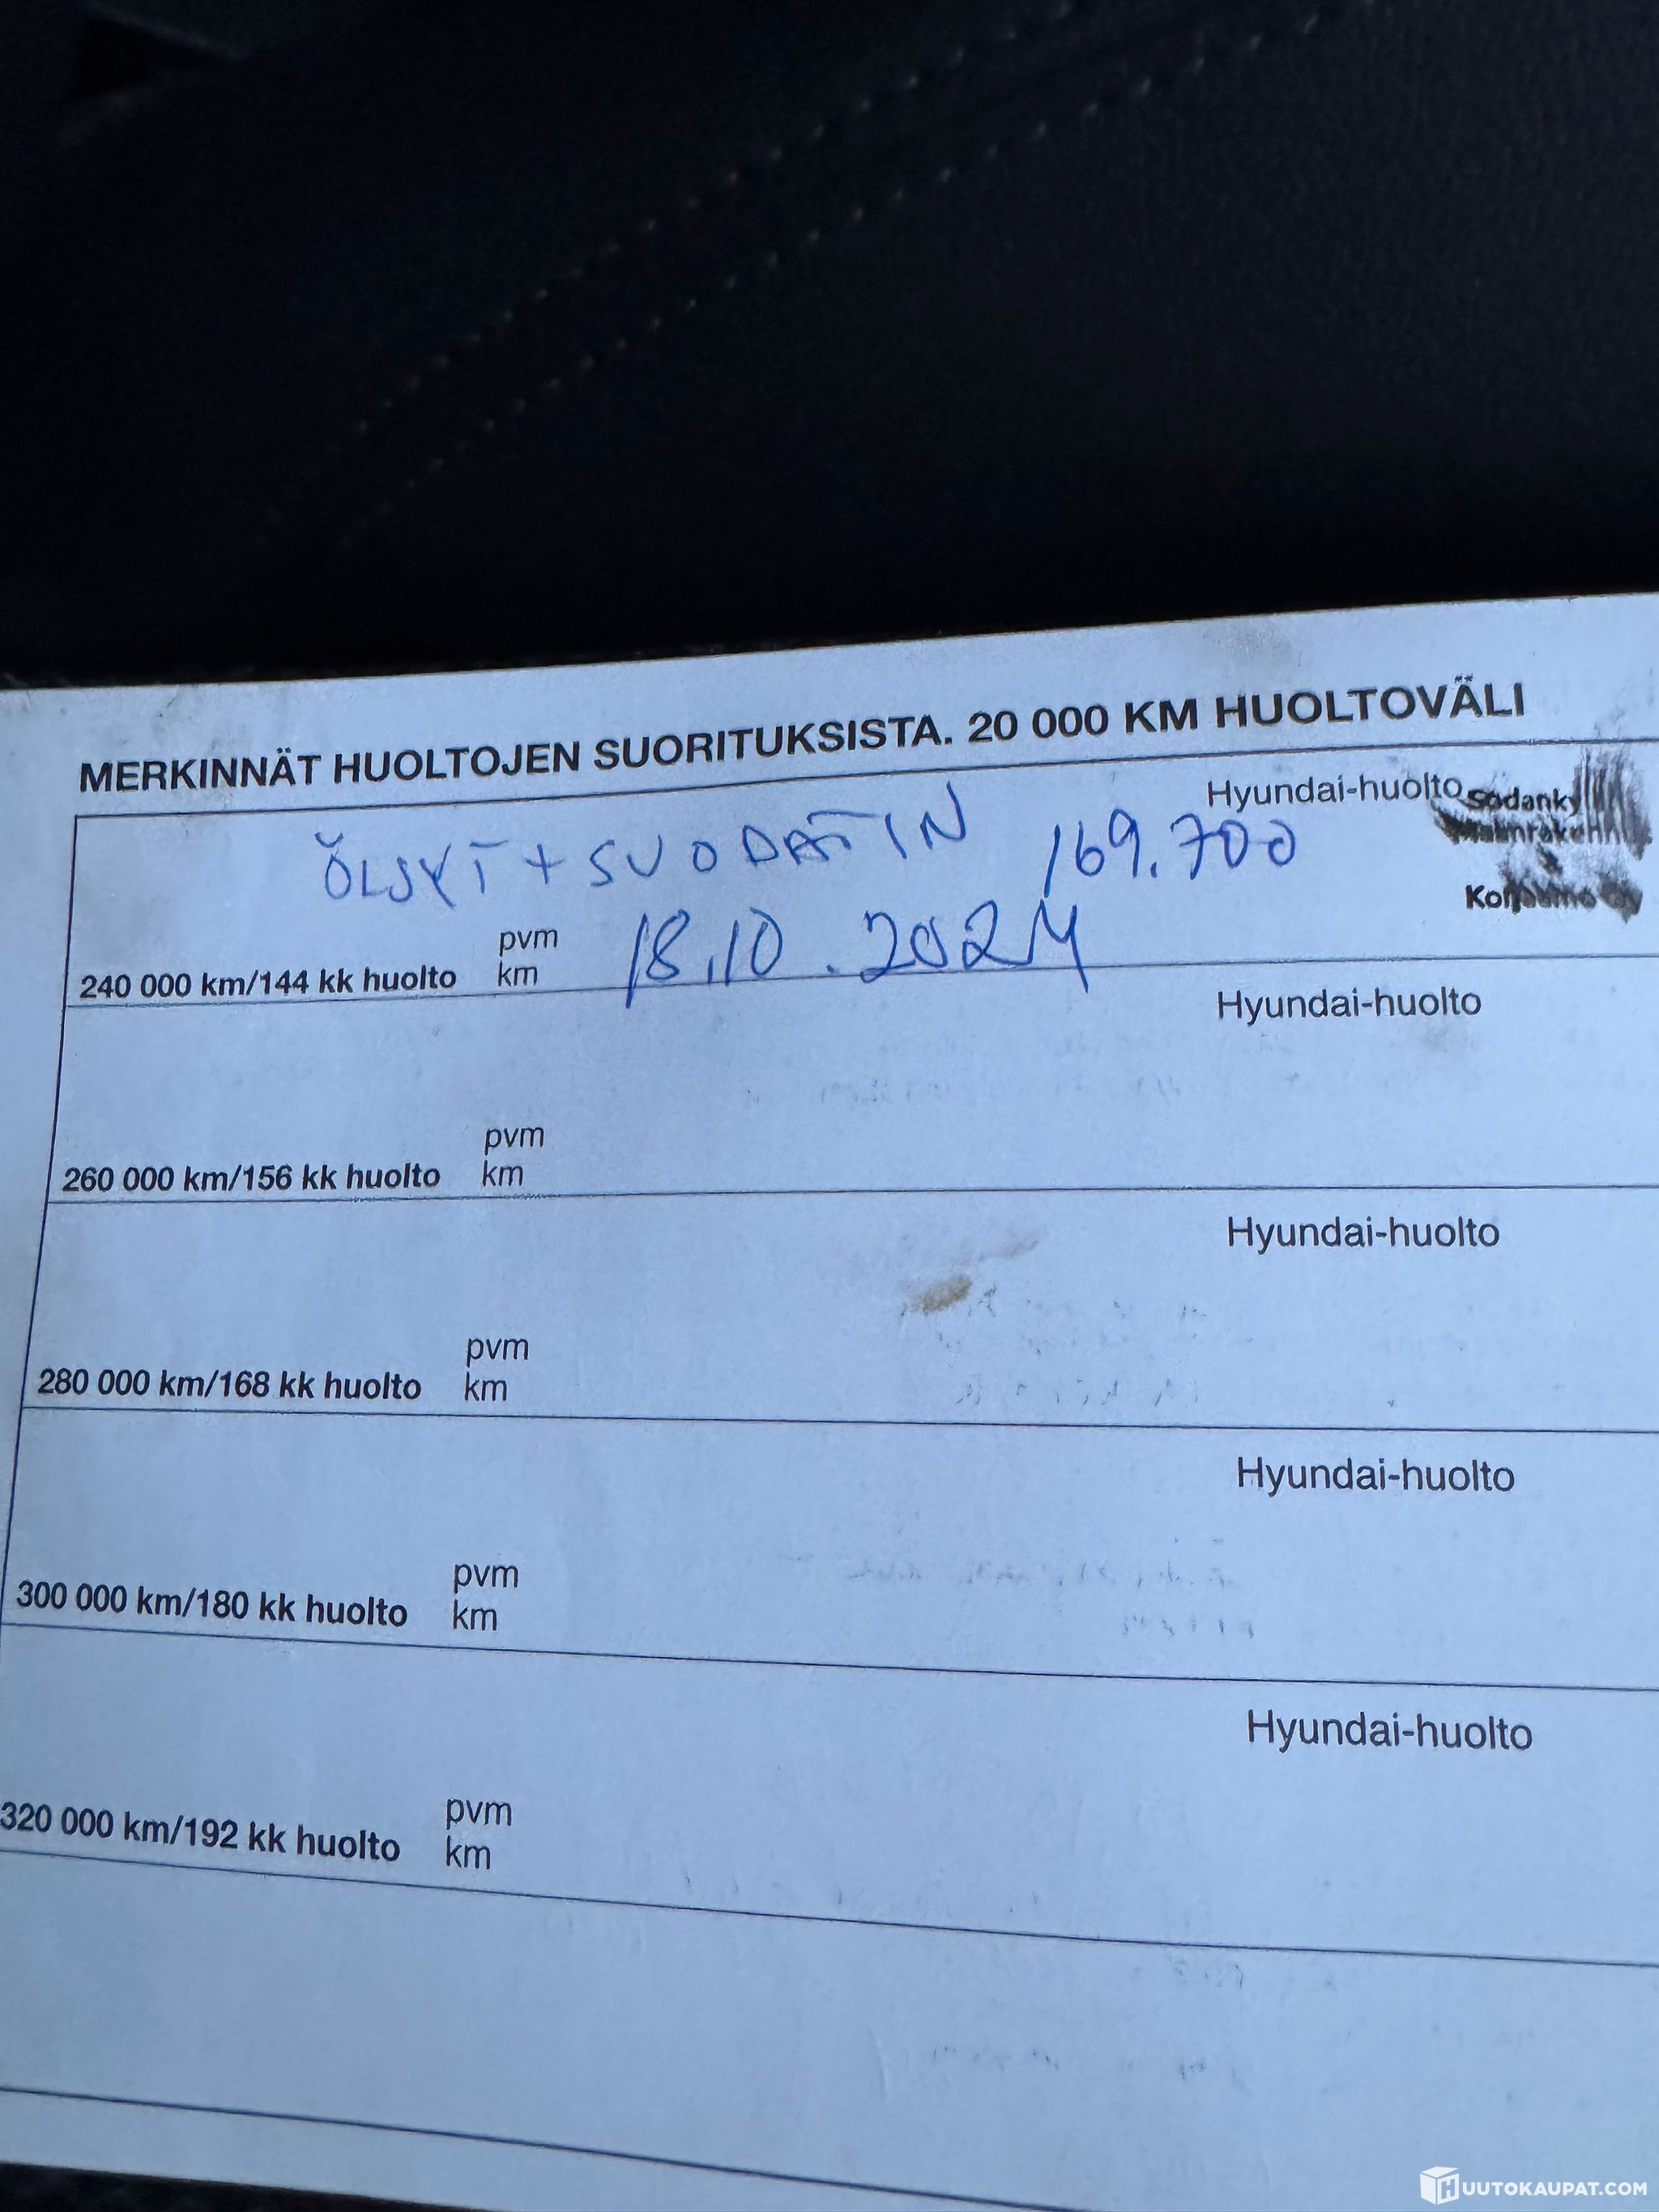 MERKINNÄT HUOLTOJEN SUORITUKSISTA. 20 000 KM HUOLTOVÄLI
Hyundai-huolto
Sodanky
ÖLJYT + SUODATIN 169.700
pvm 18.10.2024
240 000 km/144 kk huolto km
Hyundai-huolto
pvm
260 000 km/156 kk huolto km
Hyundai-huolto
pvm
280 000 km/168 kk huolto km
Hyundai-huolto
pvm
300 000 km/180 kk huolto km
Hyundai-huolto
pvm
320 000 km/192 kk huolto km
HUUTOKAUPAT.COM